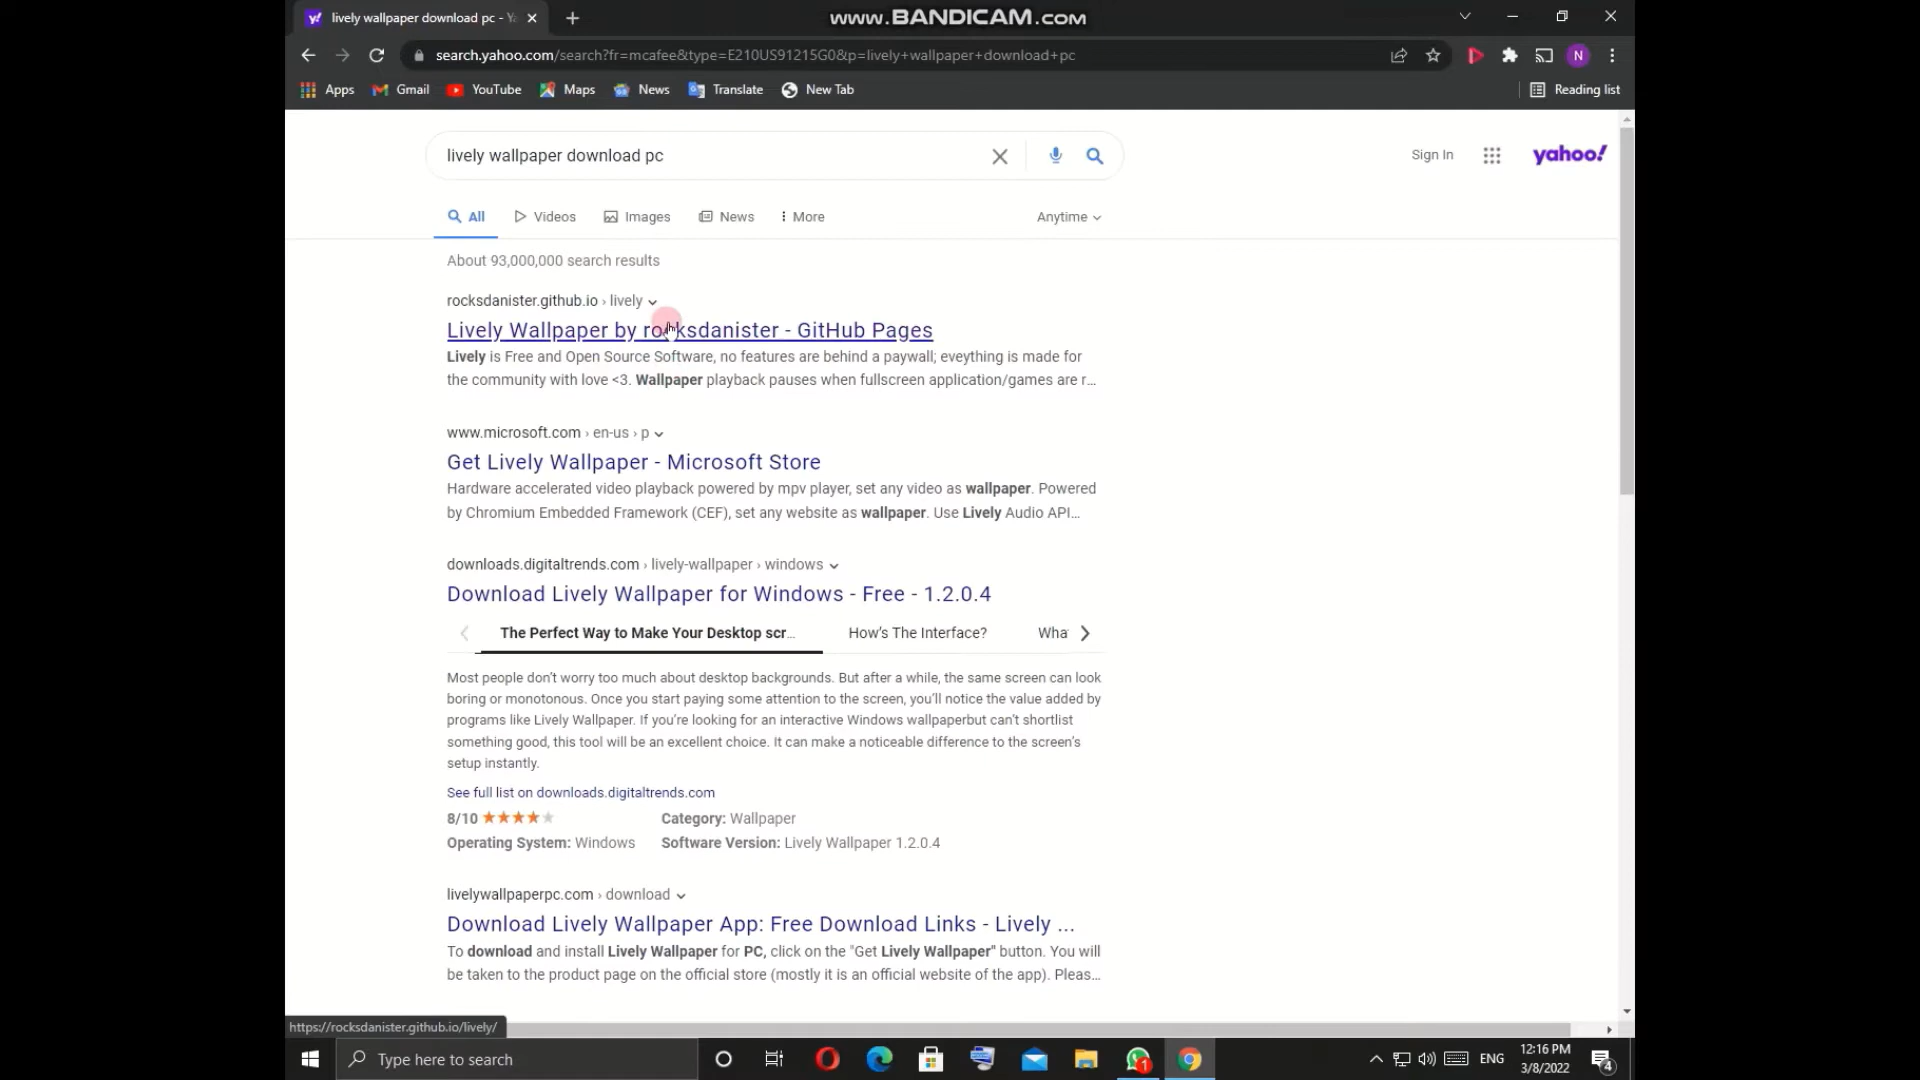 lively wallpaper download pc - Y
www.BANDICAM.com
search.yahoo.com/search?fr=mcafee&type=E210US91215G0&p=lively+wallpaper+download+pc
N
Apps
Gmail
YouTube
Maps
News
Translate
New Tab
Reading list
lively wallpaper download pc
Sign In
yahoo!
All
Videos
Images
News
More
Anytime
About 93,000,000 search results
rocksdanister.github.io › lively
Lively Wallpaper by rocksdanister - GitHub Pages
Lively is Free and Open Source Software, no features are behind a paywall; eveything is made for
the community with love <3. Wallpaper playback pauses when fullscreen application/games are r...
www.microsoft.com › en-us › p
Get Lively Wallpaper - Microsoft Store
Hardware accelerated video playback powered by mpv player, set any video as wallpaper. Powered
by Chromium Embedded Framework (CEF), set any website as wallpaper. Use Lively Audio API...
downloads.digitaltrends.com › lively-wallpaper › windows
Download Lively Wallpaper for Windows - Free - 1.2.0.4
The Perfect Way to Make Your Desktop scr...
How's The Interface?
Wha
Most people don't worry too much about desktop backgrounds. But after a while, the same screen can look
boring or monotonous. Once you start paying some attention to the screen, you'll notice the value added by
programs like Lively Wallpaper. If you're looking for an interactive Windows wallpaperbut can't shortlist
something good, this tool will be an excellent choice. It can make a noticeable difference to the screen's
setup instantly.
See full list on downloads.digitaltrends.com
8/10
Category: Wallpaper
Operating System: Windows
Software Version: Lively Wallpaper 1.2.0.4
livelywallpaperpc.com › download
Download Lively Wallpaper App: Free Download Links - Lively ...
To download and install Lively Wallpaper for PC, click on the "Get Lively Wallpaper" button. You will
be taken to the product page on the official store (mostly it is an official website of the app). Pleas...
https://rocksdanister.github.io/lively/
Type here to search
1
ENG
12:16 PM
3/8/2022
4